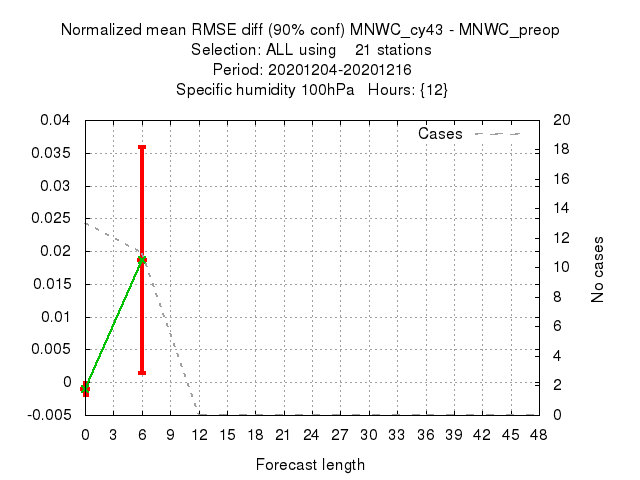 Normalized mean RMSE diff (90% conf) MNWC_cy43 - MNWC_preop
Selection: ALL using 21 stations
Period: 20201204-20201216
Specific humidity 100hPa Hours: {12}
Cases
0.04
0.035
0.03
0.025
0.02
0.015
0.01
0.005
0
-0.005
20
18
16
14
12
10
8
6
4
2
0
No cases
0 3 6 9 12 15 18 21 24 27 30 33 36 39 42 45 48
Forecast length